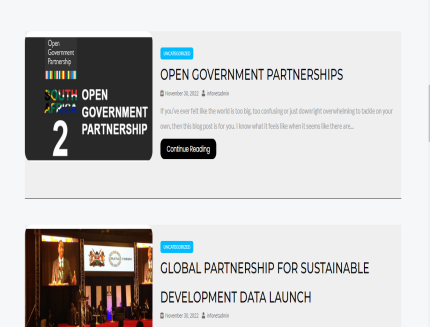 Open
Government
Partnership
SOUTH
AFRICA
2
OPEN
GOVERNMENT
PARTNERSHIP
UNCATEGORIZED
OPEN GOVERNMENT PARTNERSHIPS
November 30, 2022 infonetadmin
If you've ever felt like the world is too big, too confusing or just downright overwhelming to tackle on your
own, then this blog post is for you. I know what it feels like when it seems like there are...
Continue Reading
UNCATEGORIZED
GLOBAL PARTNERSHIP FOR SUSTAINABLE
DEVELOPMENT DATA LAUNCH
November 30, 2022 infonetadmin